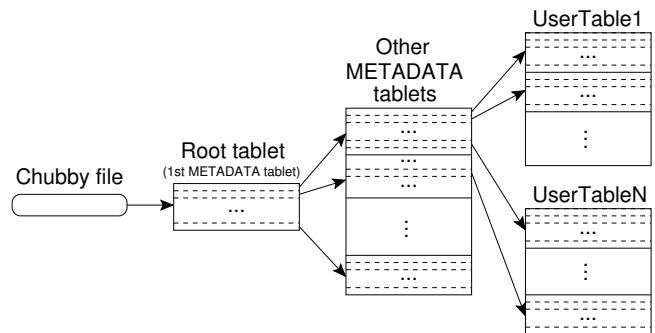 Chubby file
Root tablet
(1st METADATA tablet)
...
Other
METADATA
tablets
...
...
...
⋮
...
UserTable1
...
...
⋮
UserTableN
...
⋮
...